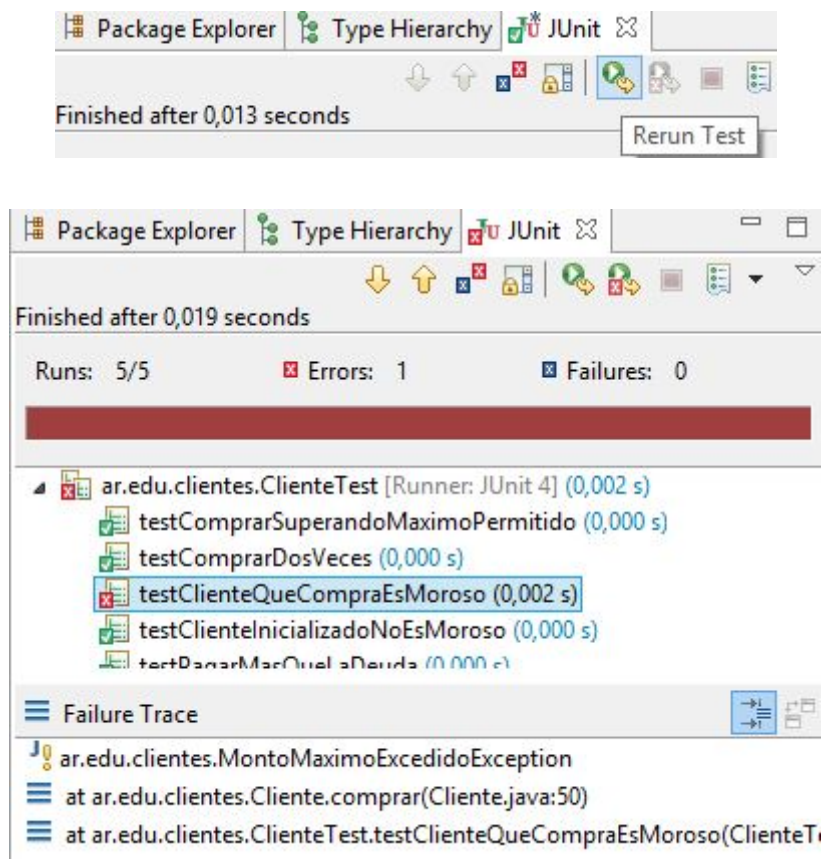 Package Explorer Type Hierarchy JUnit
Finished after 0,013 seconds
Rerun Test
Package Explorer Type Hierarchy JUnit
Finished after 0,019 seconds
Runs: 5/5 Errors: 1 Failures: 0
ar.edu.clientes.ClienteTest [Runner: JUnit 4] (0,002 s)
testComprarSuperandoMaximoPermitido (0,000 s)
testComprarDosVeces (0,000 s)
testClienteQueCompraEsMoroso (0,002 s)
testClienteInicializadoNoEsMoroso (0,000 s)
testPagarMasQueLaDeuda (0,000 s)
Failure Trace
ar.edu.clientes.MontoMaximoExcedidoException
at ar.edu.clientes.Cliente.comprar(Cliente.java:50)
at ar.edu.clientes.ClienteTest.testClienteQueCompraEsMoroso(ClienteTe